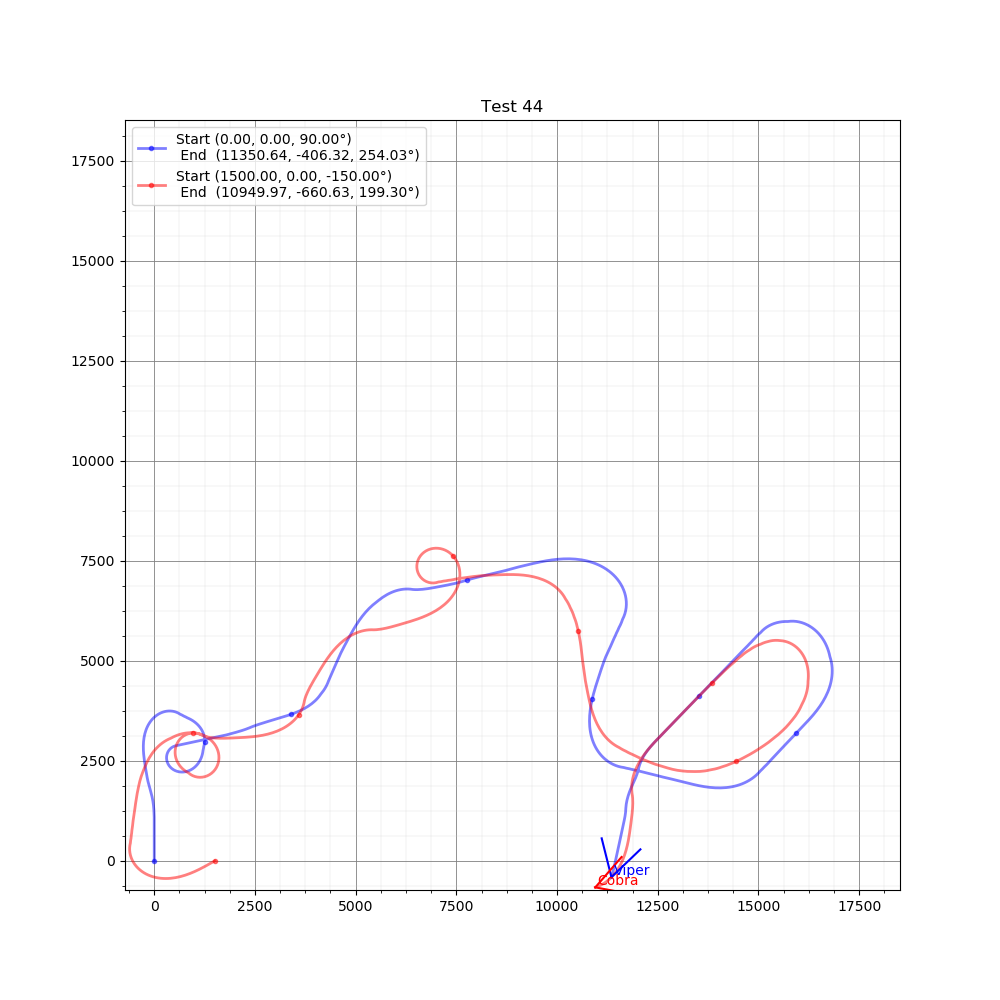 Test 44
Start (0.00, 0.00, 90.00°)
End (11350.64, -406.32, 254.03°)
Start (1500.00, 0.00, -150.00°)
End (10949.97, -660.63, 199.30°)
17500
15000
12500
10000
7500
5000
2500
0
Viper
Cobra
0 2500 5000 7500 10000 12500 15000 17500